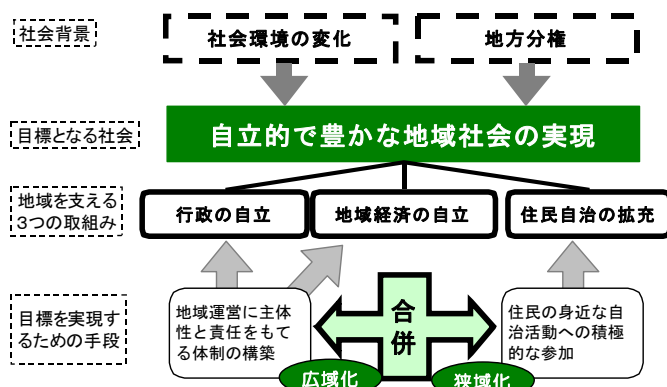 社会背景
社会環境の変化
地方分権
目標となる社会
自立的で豊かな地域社会の実現
地域を支える
3つの取組み
行政の自立
地域経済の自立
住民自治の拡充
目標を実現す
るための手段
地域運営に主体
性と責任をもて
る体制の構築
合併
住民の身近な自
治活動への積極
的な参加
広域化
狭域化